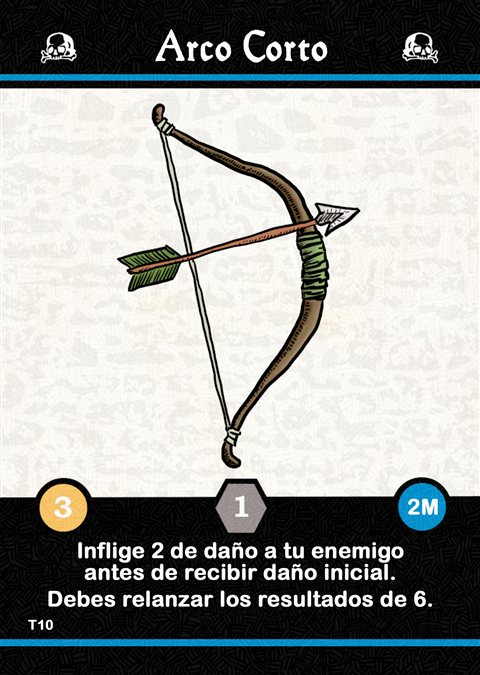 Arco Corto
3
1
2M
Inflige 2 de daño a tu enemigo
antes de recibir daño inicial.
Debes relanzar los resultados de 6.
T10